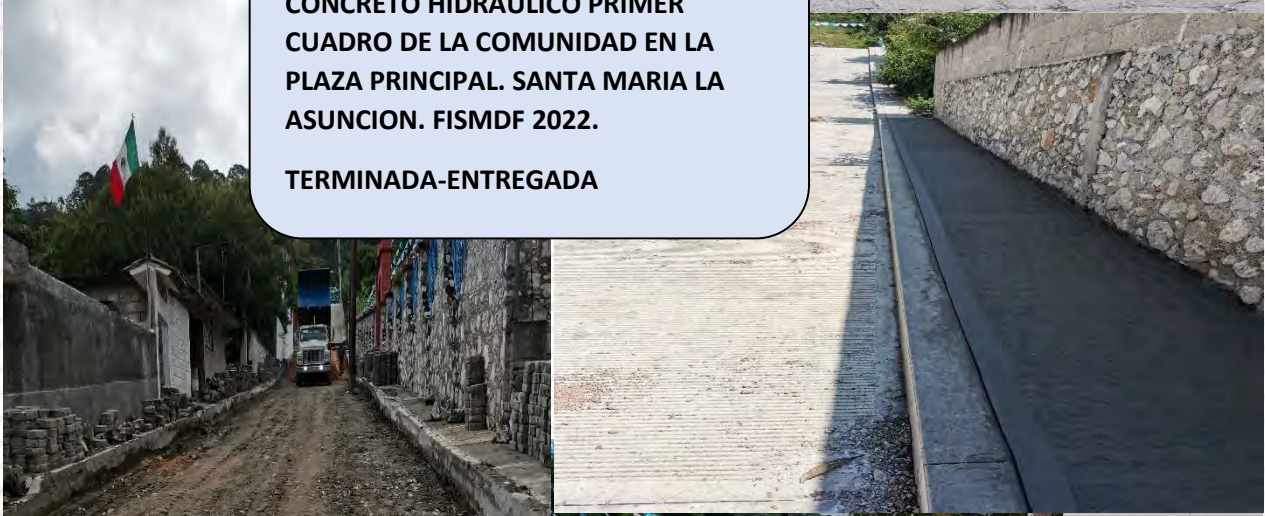 CONCRETO HIDRAULICO PRIMER
CUADRO DE LA COMUNIDAD EN LA
PLAZA PRINCIPAL. SANTA MARIA LA
ASUNCION. FISMDF 2022.
TERMINADA-ENTREGADA